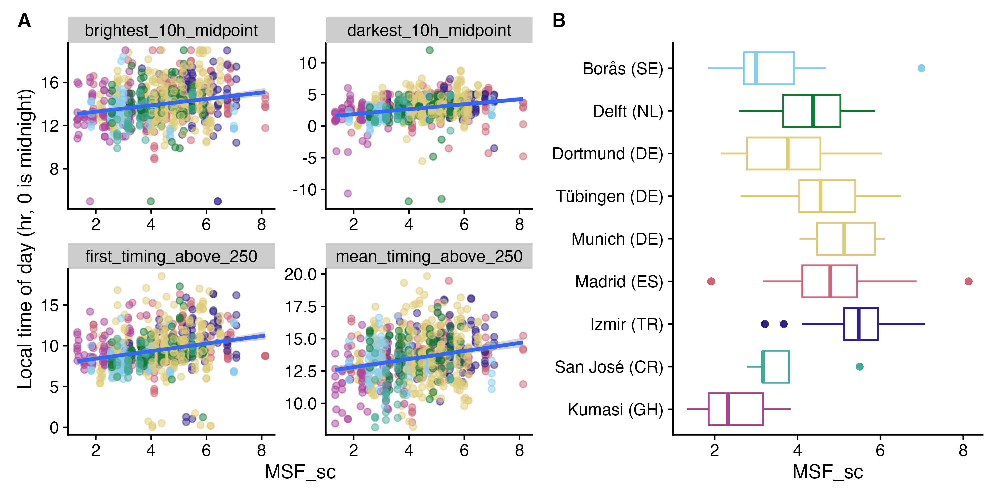 A
brightest_10h_midpoint
darkest_10h_midpoint
16
12
8
2 4 6 8
10
5
0
-5
-10
2 4 6 8
first_timing_above_250
mean_timing_above_250
15
10
5
0
2 4 6 8
20.0
17.5
15.0
12.5
10.0
2 4 6 8
Local time of day (hr, 0 is midnight)
MSF_sc
B
Borås (SE)
Delft (NL)
Dortmund (DE)
Tübingen (DE)
Munich (DE)
Madrid (ES)
Izmir (TR)
San José (CR)
Kumasi (GH)
2 4 6 8
MSF_sc